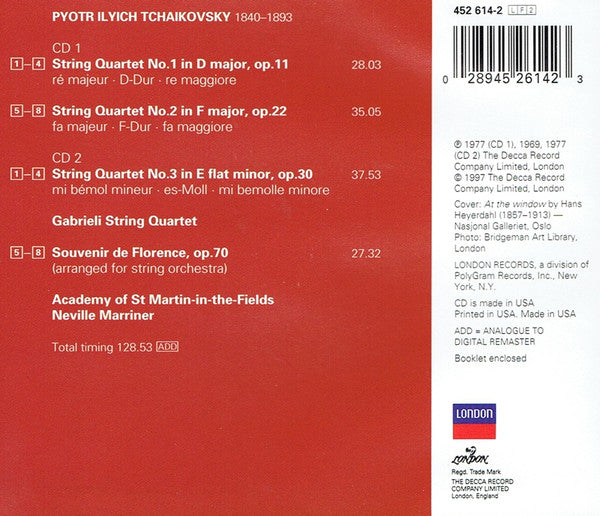 PYOTR ILYICH TCHAIKOVSKY 1840–1893
CD 1
1–4 String Quartet No.1 in D major, op.11 28.03
ré majeur · D-Dur · re maggiore
5–8 String Quartet No.2 in F major, op.22 35.05
fa majeur · F-Dur · fa maggiore
CD 2
1–4 String Quartet No.3 in E flat minor, op.30 37.53
mi bémol mineur · es-Moll · mi bemolle minore
Gabrieli String Quartet
5–8 Souvenir de Florence, op.70 27.32
(arranged for string orchestra)
Academy of St Martin-in-the-Fields
Neville Marriner
Total timing 128.53 ADD
452 614-2 L F 2
0 28945 26142 3
℗ 1977 (CD 1), 1969, 1977
(CD 2) The Decca Record
Company Limited, London
© 1997 The Decca Record
Company Limited, London
Cover: At the window by Hans
Heyerdahl (1857–1913) —
Nasjonal Galleriet, Oslo
Photo: Bridgeman Art Library,
London
LONDON RECORDS, a division of
PolyGram Records, Inc., New
York, N.Y.
CD is made in USA
Printed in USA. Made in USA
ADD = ANALOGUE TO
DIGITAL REMASTER
Booklet enclosed
LONDON
London
Regd. Trade Mark
THE DECCA RECORD
COMPANY LIMITED
London, England